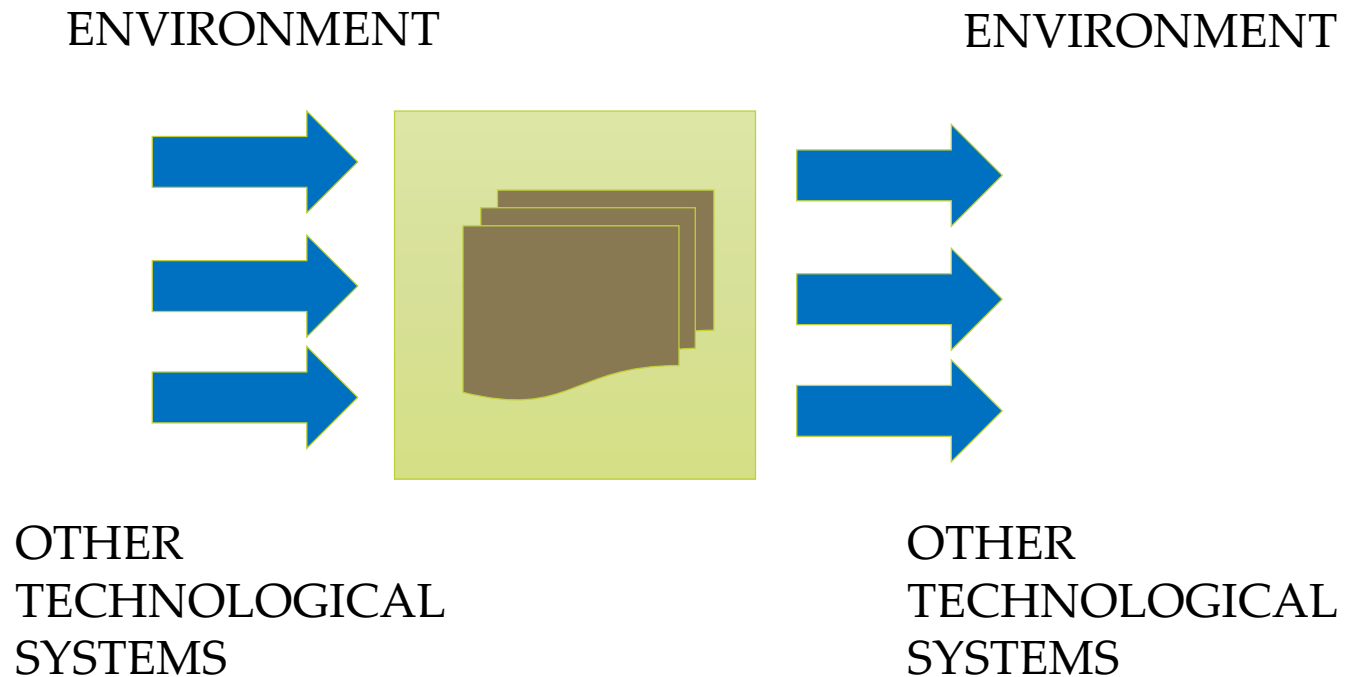 ENVIRONMENT
ENVIRONMENT
OTHER
TECHNOLOGICAL
SYSTEMS
OTHER
TECHNOLOGICAL
SYSTEMS